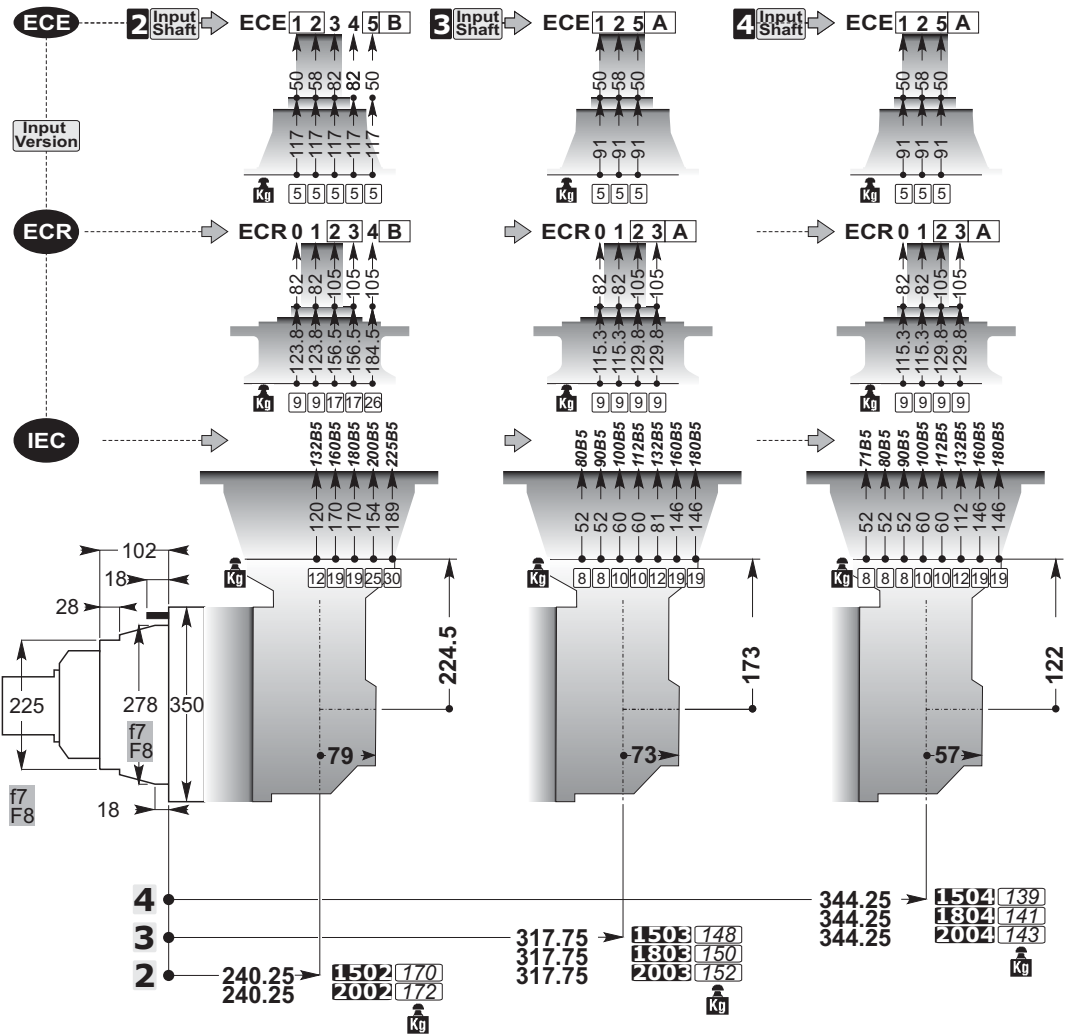 ECE 2 Input Shaft ECE 1 2 3 4 5 B 3 Input Shaft ECE 1 2 5 A 4 Input Shaft ECE 1 2 5 A
50 58 82 82 50 50 58 50 50 58 50
Input Version
117 117 117 117 117 91 91 91 91 91 91
Kg 5 5 5 5 5 Kg 5 5 5 Kg 5 5 5
ECR ECR 0 1 2 3 4 B ECR 0 1 2 3 A ECR 0 1 2 3 A
82 82 105 105 105 82 82 105 105 82 82 105 105
123.8 123.8 156.5 156.5 184.5 115.3 115.3 129.8 129.8 115.3 115.3 129.8 129.8
Kg 9 9 17 17 26 Kg 9 9 9 9 Kg 9 9 9 9
IEC 132B5 160B5 180B5 200B5 225B5 80B5 90B5 100B5 112B5 132B5 160B5 180B5 71B5 80B5 90B5 100B5 112B5 132B5 160B5 180B5
120 170 170 154 189 52 52 60 60 81 146 146 52 52 52 60 60 112 146 146
Kg 12 19 19 25 30 Kg 8 8 10 10 12 19 19 Kg 8 8 8 10 10 12 19 19
102
18
28
224.5 173 122
225 278 350
f7
F8
79 73 57
f7
F8
18
4 344.25 1504 139
344.25 1804 141
344.25 2004 143
Kg
3 317.75 1503 148
317.75 1803 150
317.75 2003 152
Kg
2 240.25 1502 170
240.25 2002 172
Kg